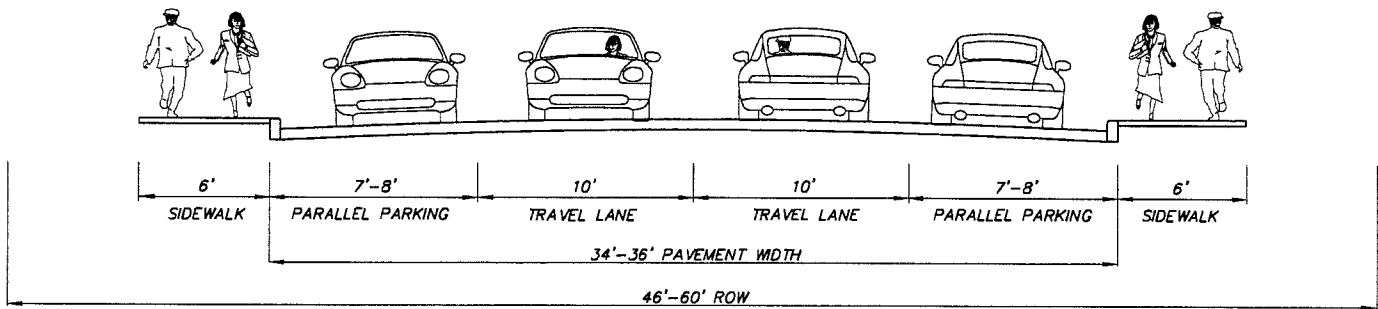 6' 7'-8' 10' 10' 7'-8' 6'
SIDEWALK PARALLEL PARKING TRAVEL LANE TRAVEL LANE PARALLEL PARKING SIDEWALK
34'-36' PAVEMENT WIDTH
46'-60' ROW